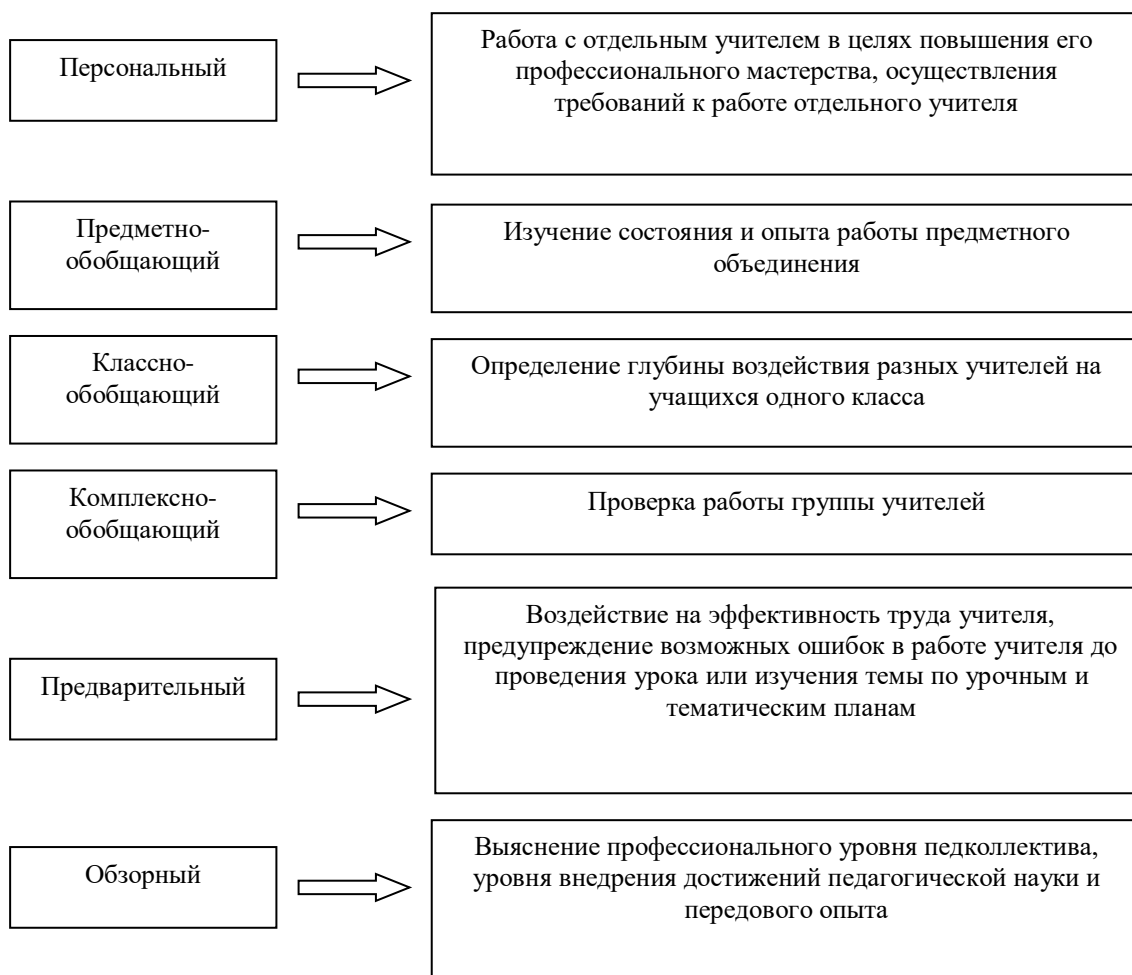 Персональный
Работа с отдельным учителем в целях повышения его
профессионального мастерства, осуществления
требований к работе отдельного учителя
Предметно-
обобщающий
Изучение состояния и опыта работы предметного
объединения
Классно-
обобщающий
Определение глубины воздействия разных учителей на
учащихся одного класса
Комплексно-
обобщающий
Проверка работы группы учителей
Предварительный
Воздействие на эффективность труда учителя,
предупреждение возможных ошибок в работе учителя до
проведения урока или изучения темы по урочным и
тематическим планам
Обзорный
Выяснение профессионального уровня педколлектива,
уровня внедрения достижений педагогической науки и
передового опыта